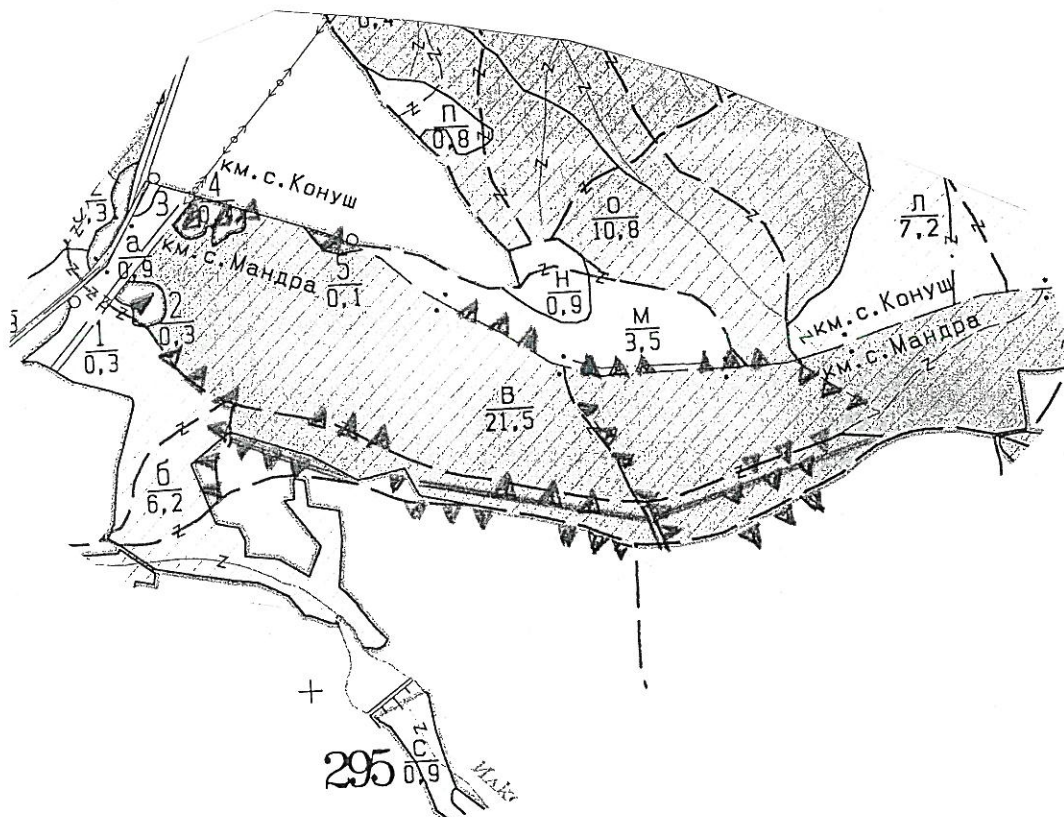 0,4
П
0,8
км.с.Конуш
4
3
О
10,8
Л
7,2
а
0,9
км.с.Мандра
5
0,1
Н
0,9
2
0,3
М
3,5
км.с.Конуш
км.с.Мандра
1
0,3
В
21,5
б
6,2
295
С
0,9